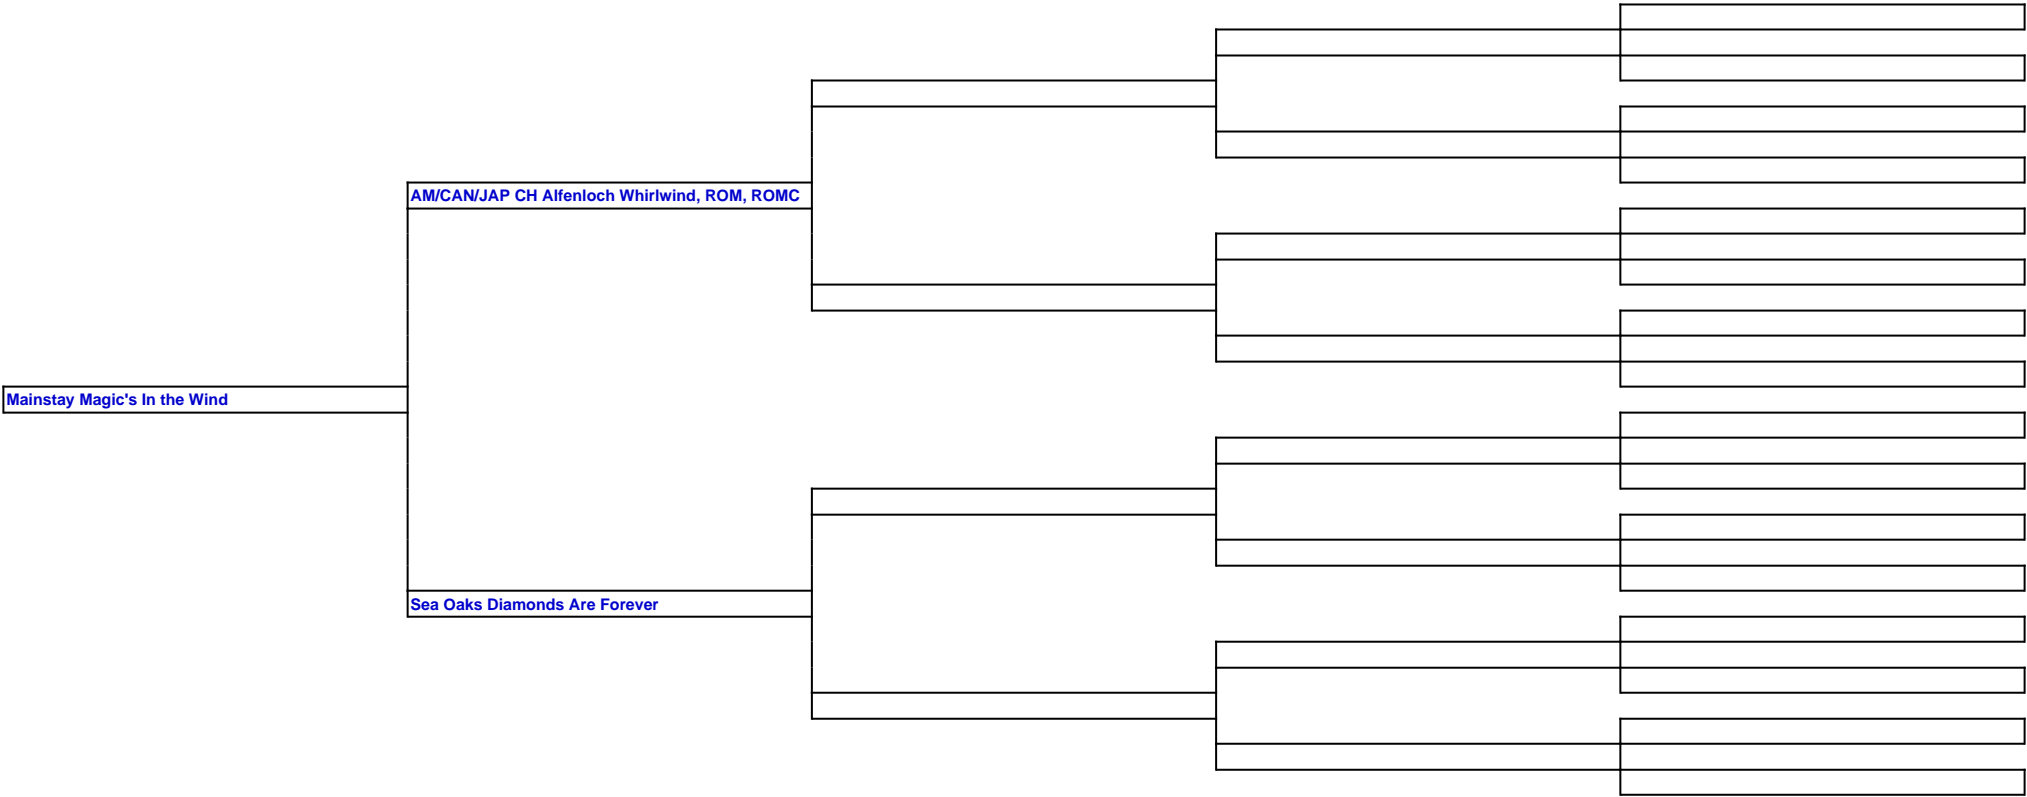 AM/CAN/JAP CH Alfenloch Whirlwind, ROM, ROMC
Mainstay Magic's In the Wind
Sea Oaks Diamonds Are Forever